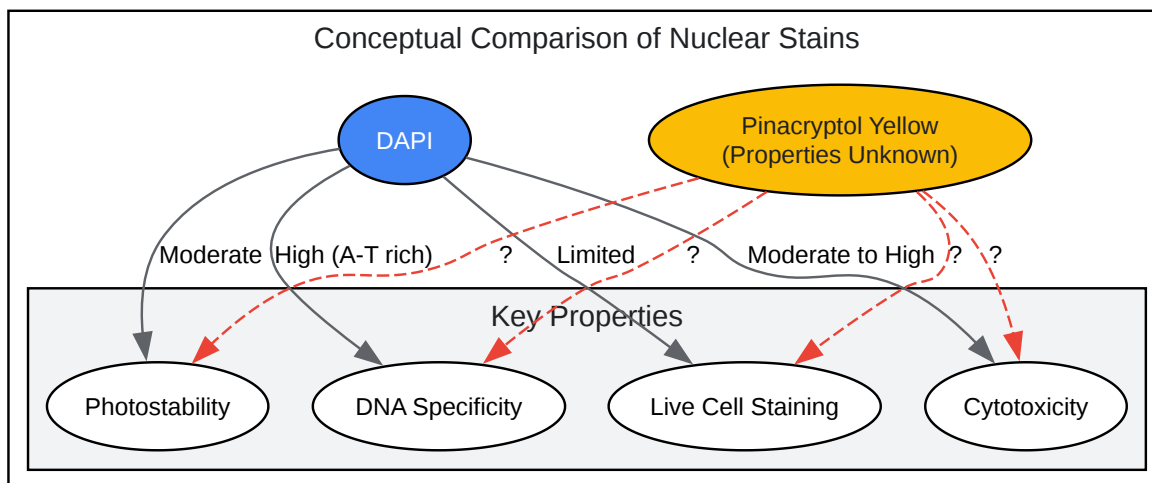 Conceptual Comparison of Nuclear Stains
DAPI
Pinacryptol Yellow
(Properties Unknown)
Moderate
High (A-T rich)
?
Limited
?
Moderate to High
?
?
Key Properties
Photostability
DNA Specificity
Live Cell Staining
Cytotoxicity